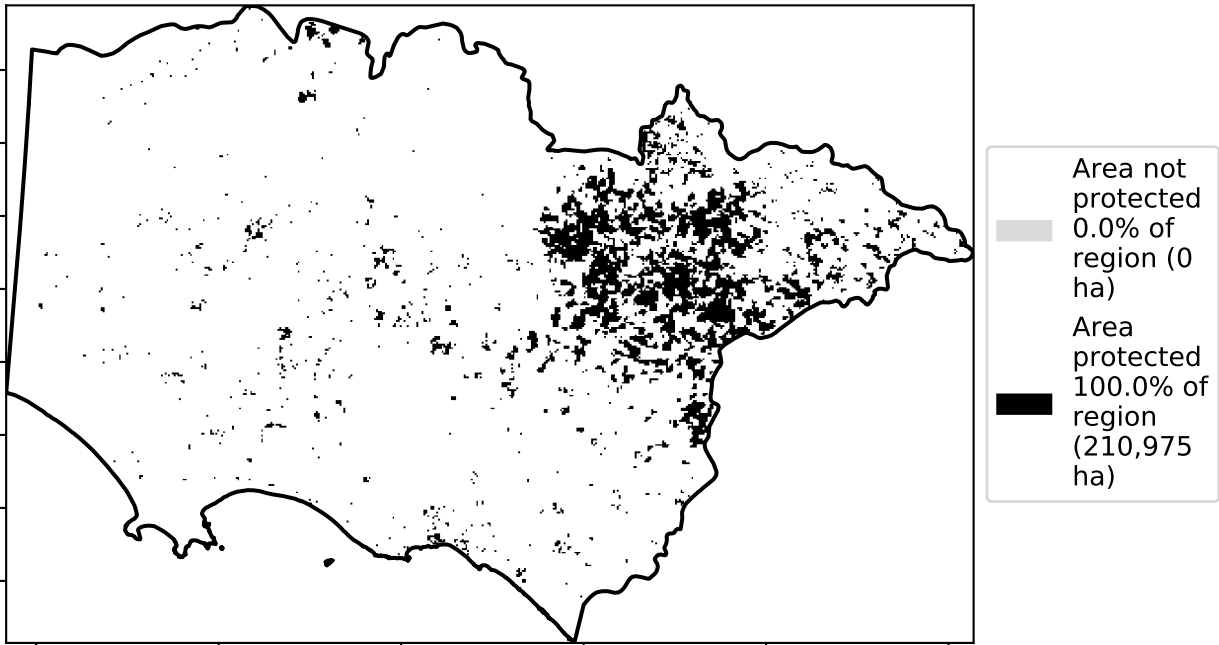 Area not
protected
0.0% of
region (0
ha)
Area
protected
100.0% of
region
(210,975
ha)